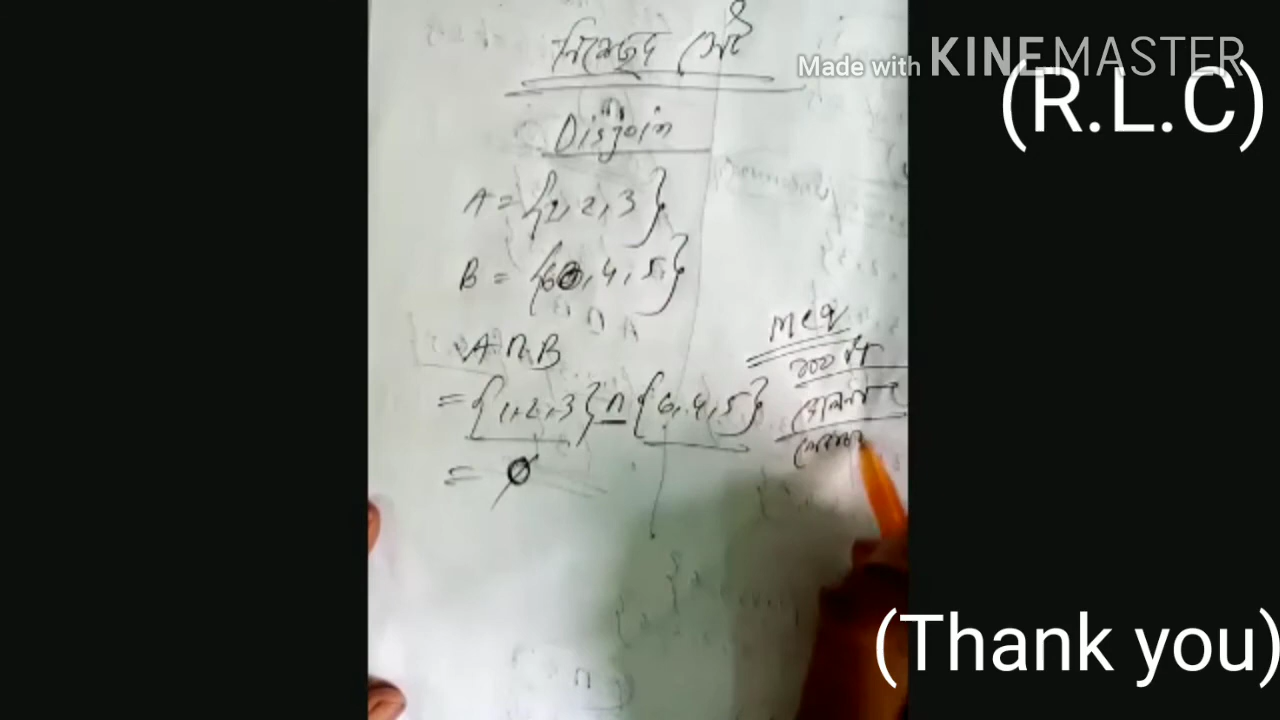 নিশ্ছেদ সেট
Disjoin
A = {1, 2, 3}
B = {6, 4, 5}
A ∩ B
= {1, 2, 3} ∩ {6, 4, 5}
= Ø
MCQ
Made with KINEMASTER
(R.L.C)
(Thank you)